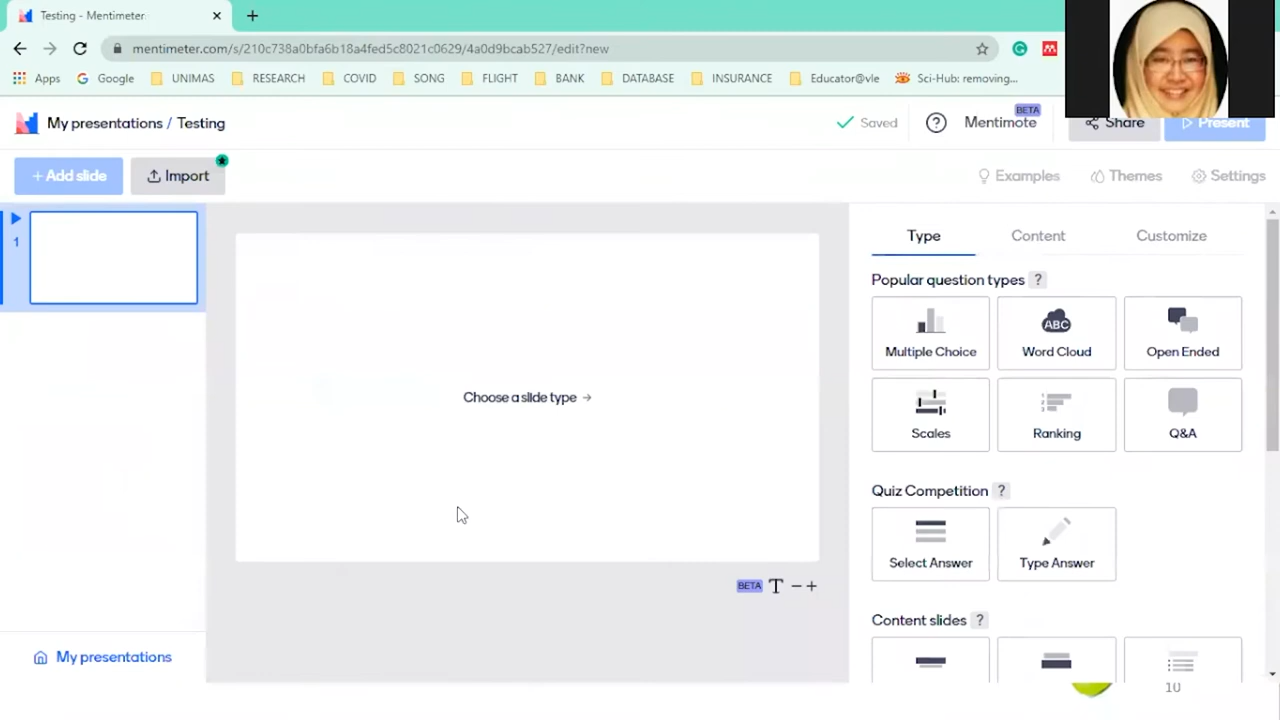 Testing - Mentimeter
mentimeter.com/s/210c738a0bfa6b18a4fed5c8021c0629/4a0d9bcab527/edit?new
Apps Google UNIMAS RESEARCH COVID SONG FLIGHT BANK DATABASE INSURANCE Educator@vle Sci-Hub: removing...
My presentations / Testing Saved ? Mentimote BETA Share Present
+ Add slide Import Examples Themes Settings
1
Choose a slide type →
BETA T − +
My presentations
Type Content Customize
Popular question types ?
ABC
Multiple Choice Word Cloud Open Ended
Scales Ranking Q&A
Quiz Competition ?
Select Answer Type Answer
Content slides ?
10